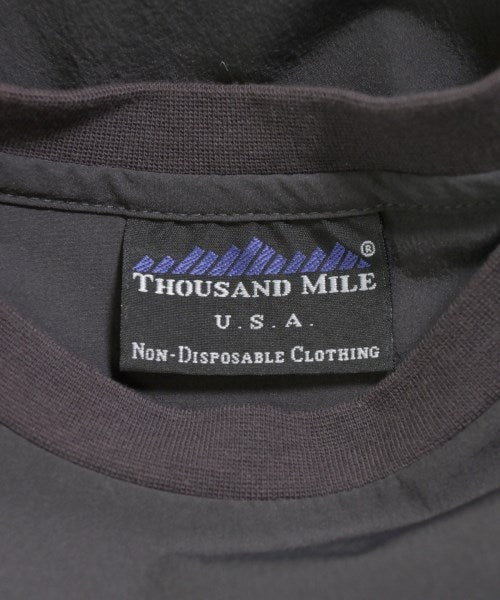 ®
THOUSAND MILE
U.S.A.
NON-DISPOSABLE CLOTHING